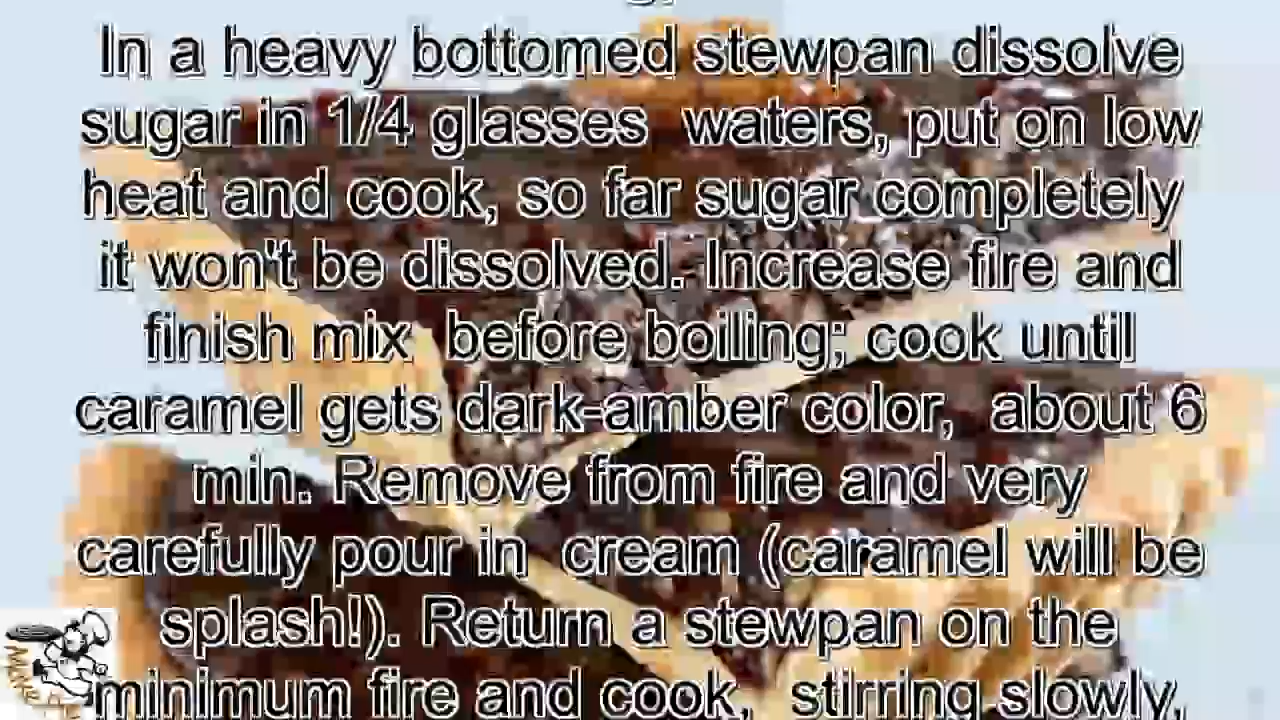 In a heavy bottomed stewpan dissolve
sugar in 1/4 glasses  waters, put on low
heat and cook, so far sugar completely
it won't be dissolved. Increase fire and
finish mix  before boiling; cook until
caramel gets dark-amber color,  about 6
min. Remove from fire and very
carefully pour in  cream (caramel will be
splash!). Return a stewpan on the
minimum fire and cook,  stirring slowly,